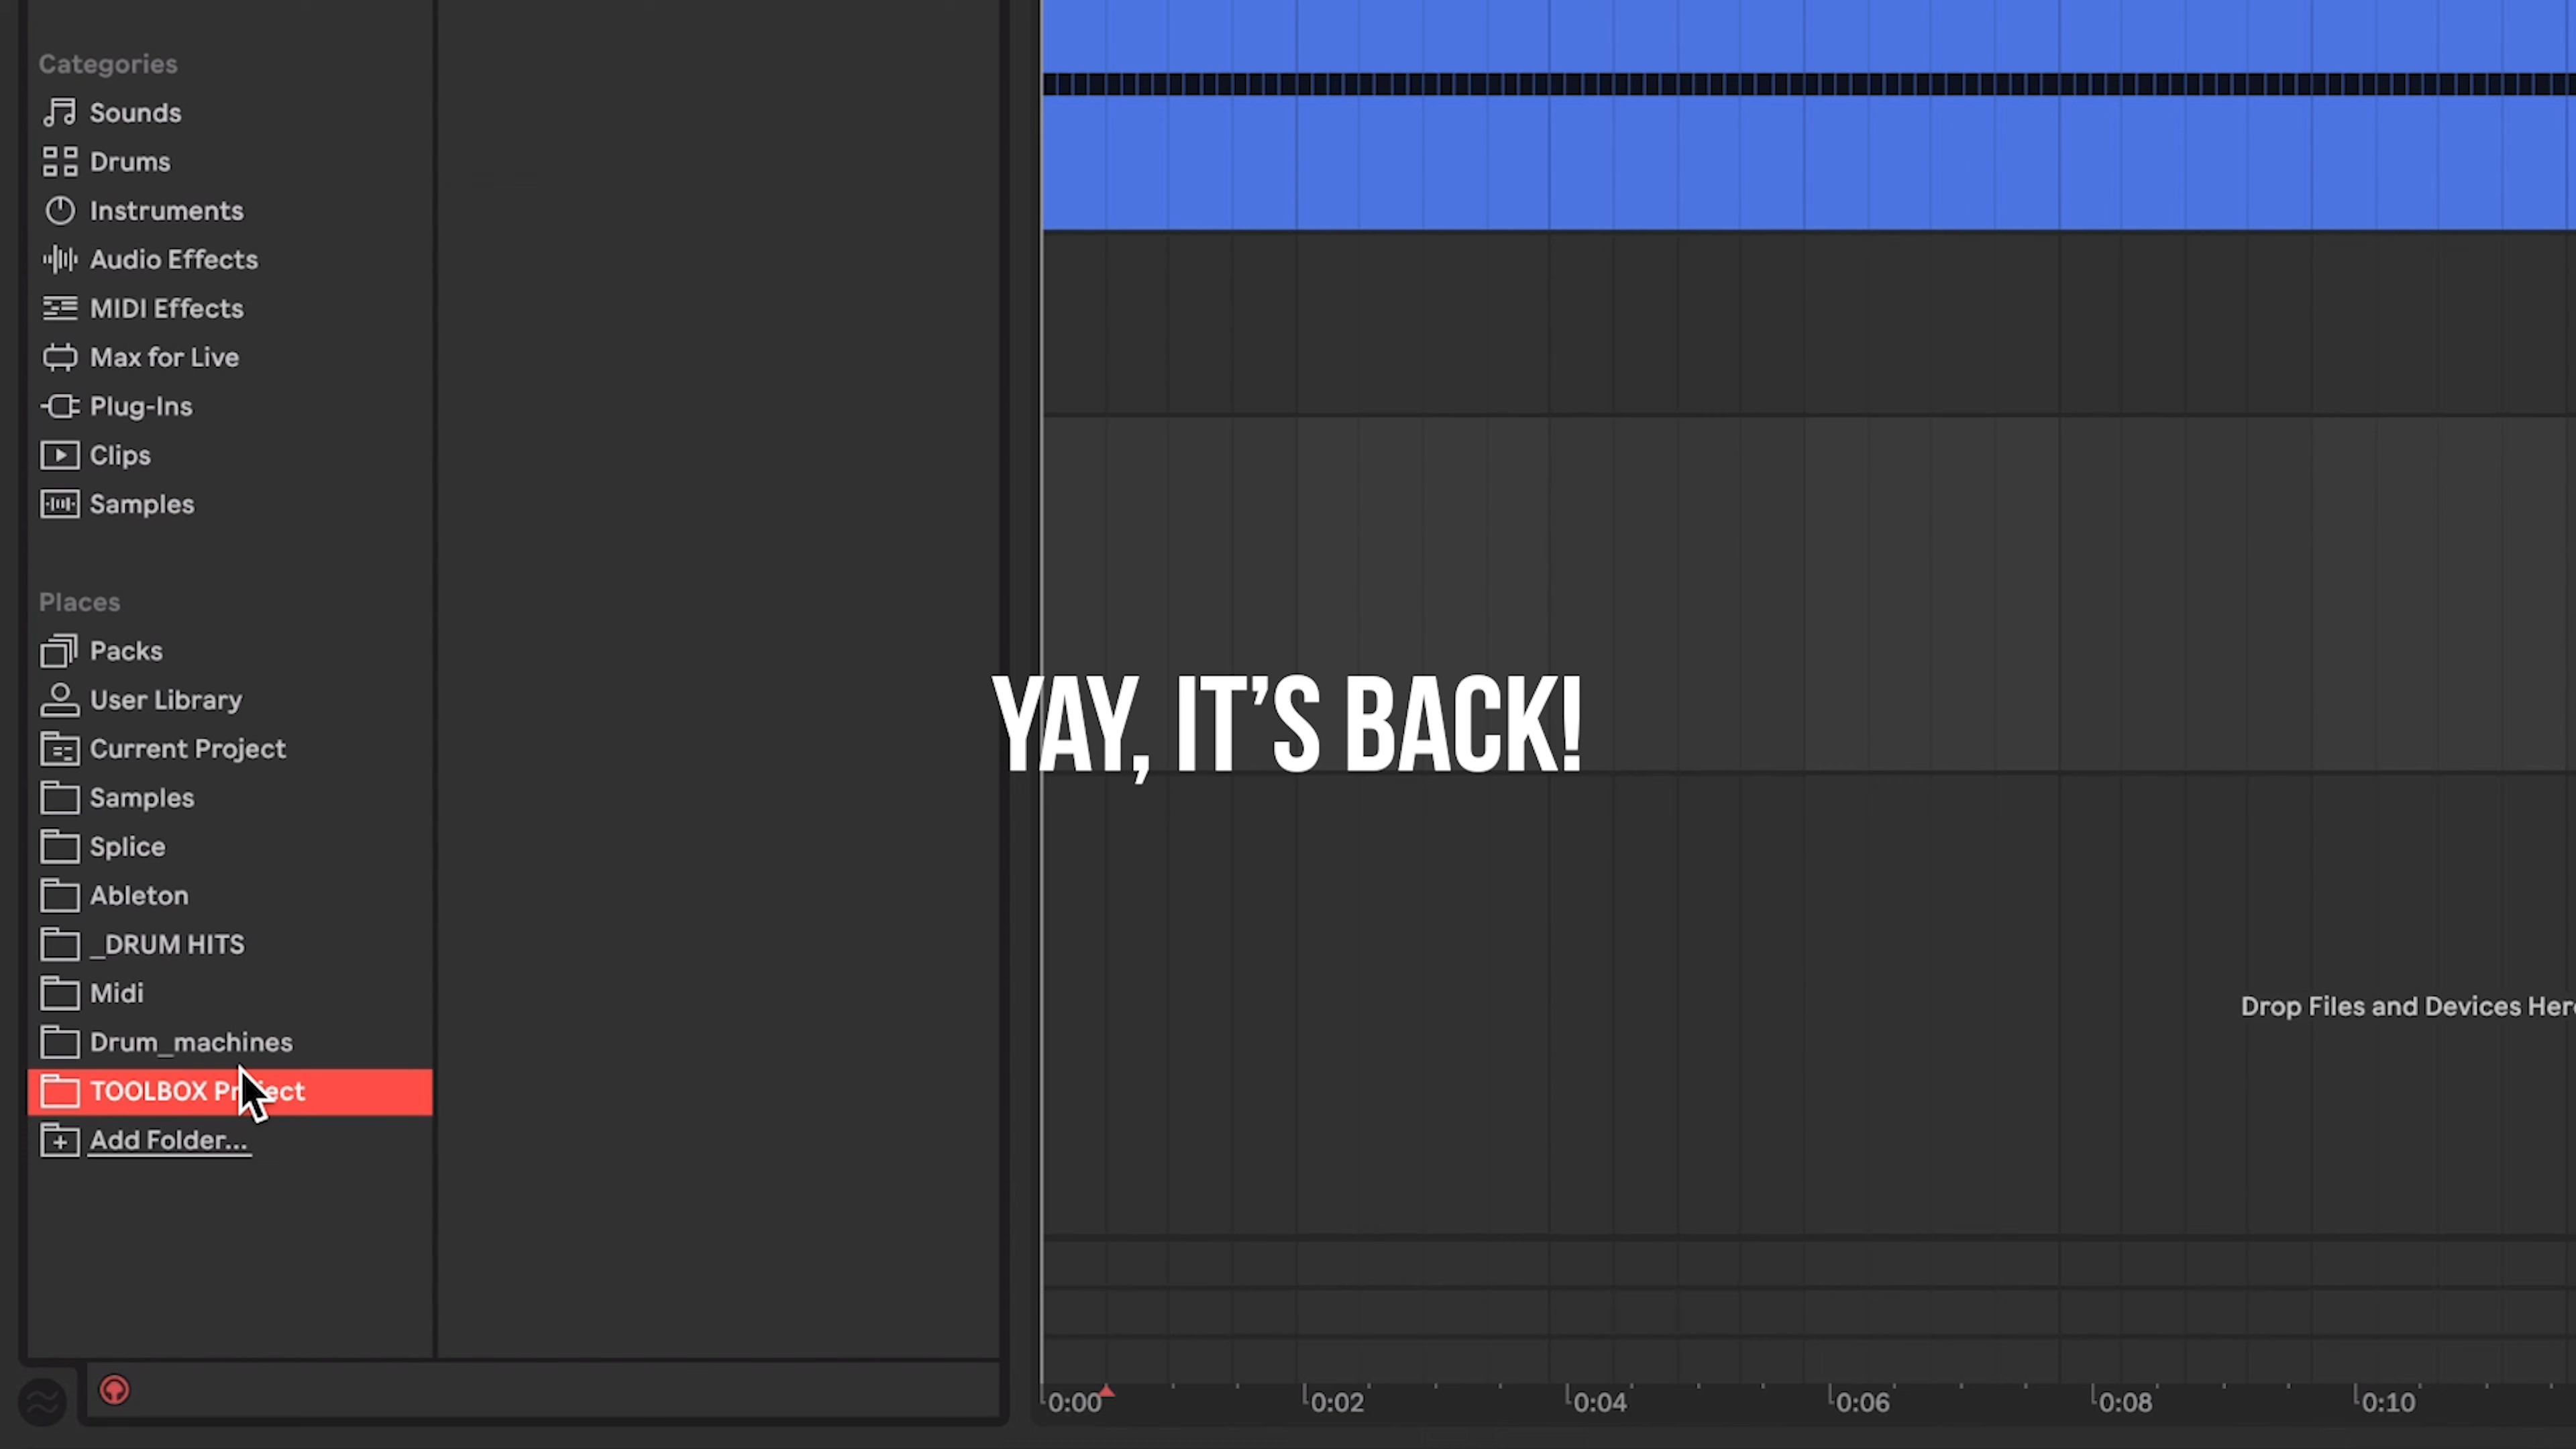 Categories
Sounds
Drums
Instruments
Audio Effects
MIDI Effects
Max for Live
Plug-Ins
Clips
Samples
Places
Packs
User Library
Current Project
Samples
Splice
Ableton
_DRUM HITS
Midi
Drum_machines
TOOLBOX Project
Add Folder...
YAY, IT'S BACK!
Drop Files and Devices Here
0:00 0:02 0:04 0:06 0:08 0:10